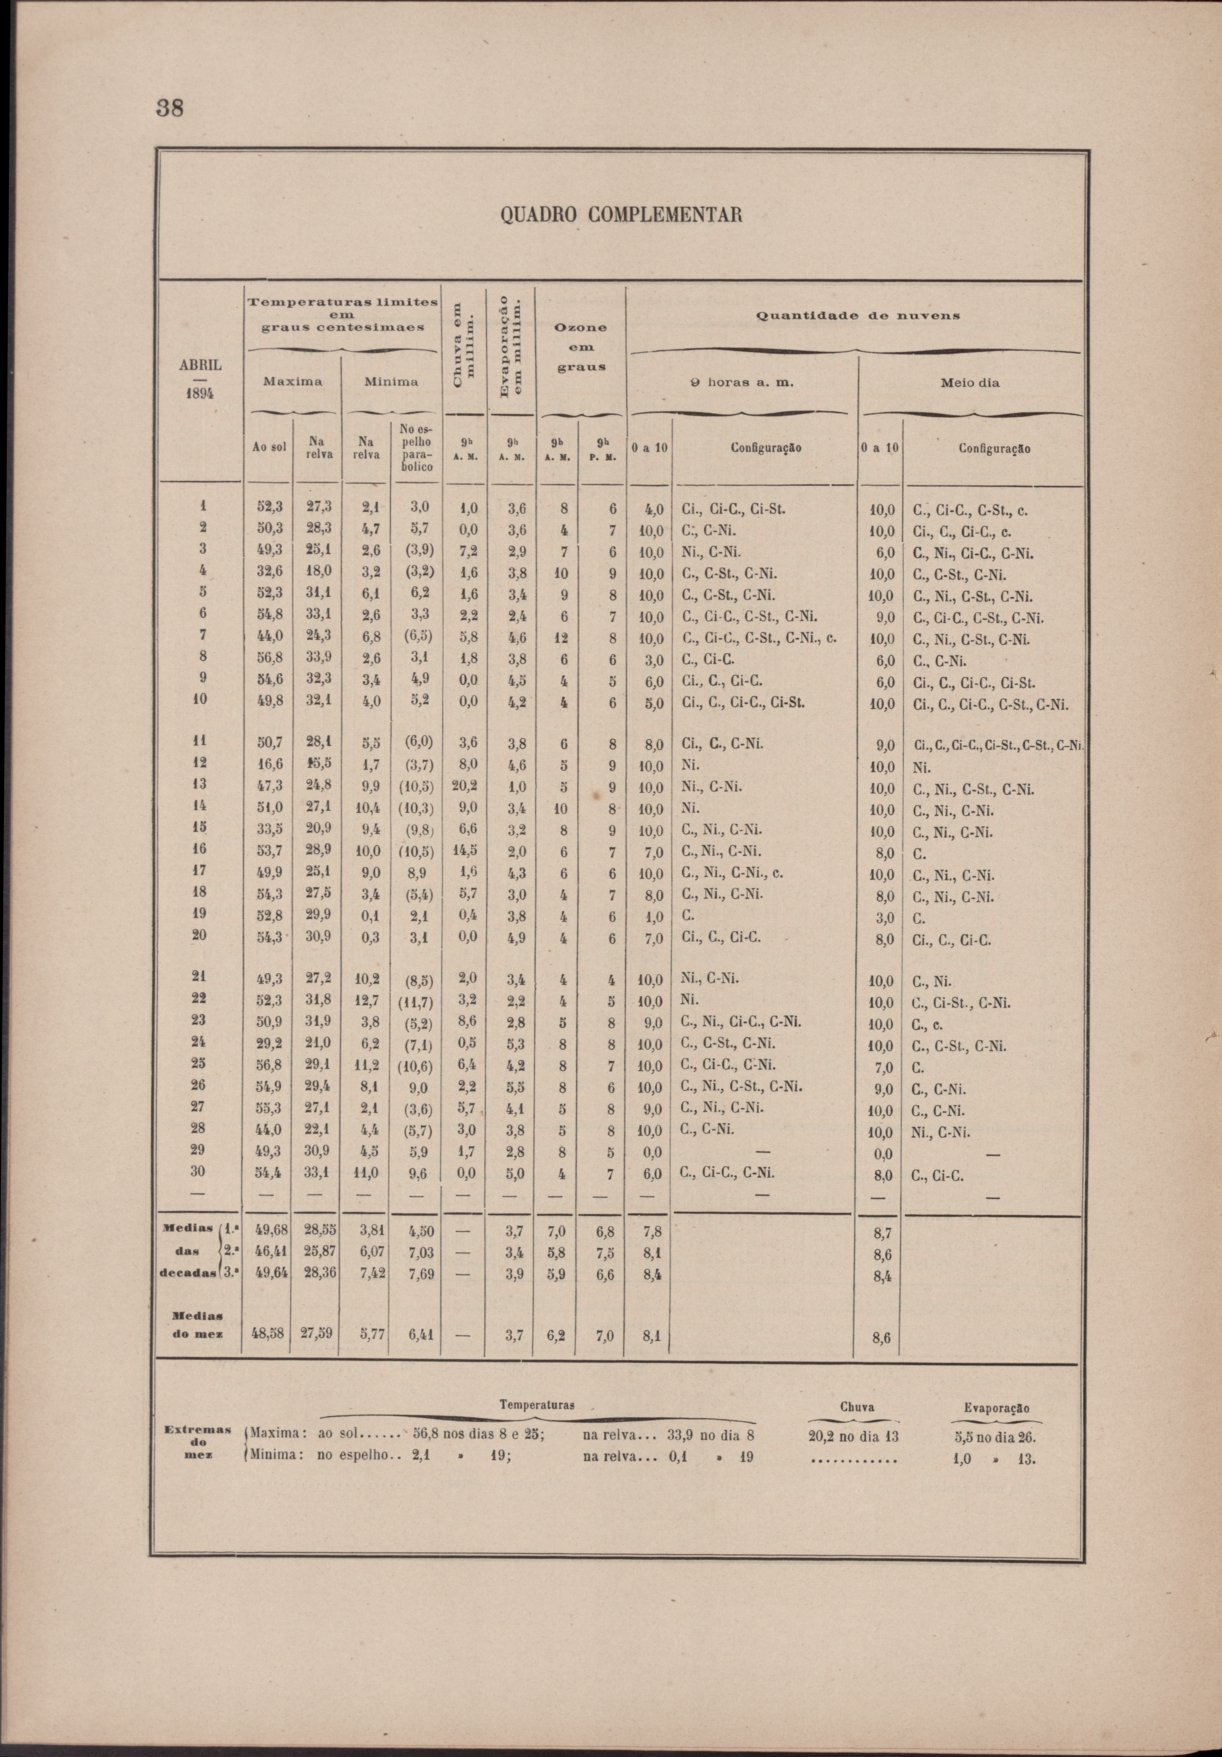 38
QUADRO COMPLEMENTAR
ABRIL
—
1894
Temperaturas limites
em
graus centesimaes
Chuva em
millim.
Evaporação
em millim.
Ozone
em
graus
Quantidade de nuvens
Maxima Minima 9 horas a. m. Meio dia
Ao sol Na relva Na relva No espelho parabolico 9h A. M. 9h A. M. 9h A. M. 9h P. M. 0 a 10 Configuração 0 a 10 Configuração
1 52,3 27,3 2,1 3,0 1,0 3,6 8 6 4,0 Ci., Ci-C., Ci-St. 10,0 C., Ci-C., C-St., c.
2 50,3 28,3 4,7 5,7 0,0 3,6 4 7 10,0 C., C-Ni. 10,0 Ci., C., Ci-C., c.
3 49,3 25,1 2,6 (3,9) 7,2 2,9 7 6 10,0 Ni., C-Ni. 6,0 C., Ni., Ci-C., C-Ni.
4 32,6 18,0 3,2 (3,2) 1,6 3,8 10 9 10,0 C., C-St., C-Ni. 10,0 C., C-St., C-Ni.
5 52,3 31,1 6,1 6,2 1,6 3,4 9 8 10,0 C., C-St., C-Ni. 10,0 C., Ni., C-St., C-Ni.
6 54,8 33,1 2,6 3,3 2,2 2,4 6 7 10,0 C., Ci-C., C-St., C-Ni. 9,0 C., Ci-C., C-St., C-Ni.
7 44,0 24,3 6,8 (6,5) 5,8 4,6 12 8 10,0 C., Ci-C., C-St., C-Ni., c. 10,0 C., Ni., C-St., C-Ni.
8 56,8 33,9 2,6 3,1 1,8 3,8 6 6 3,0 C., Ci-C. 6,0 C., C-Ni.
9 54,6 32,3 3,4 4,9 0,0 4,5 4 5 6,0 Ci., C., Ci-C. 6,0 Ci., C., Ci-C., Ci-St.
10 49,8 32,1 4,0 5,2 0,0 4,2 4 6 5,0 Ci., C., Ci-C., Ci-St. 10,0 Ci., C., Ci-C., C-St., C-Ni.
11 50,7 28,1 5,5 (6,0) 3,6 3,8 6 8 8,0 Ci., C., C-Ni. 9,0 Ci., C., Ci-C., Ci-St., C-St., C-Ni.
12 16,6 15,5 1,7 (3,7) 8,0 4,6 5 9 10,0 Ni. 10,0 Ni.
13 47,3 24,8 9,9 (10,5) 20,2 1,0 5 9 10,0 Ni., C-Ni. 10,0 C., Ni., C-St., C-Ni.
14 51,0 27,1 10,4 (10,3) 9,0 3,4 10 8 10,0 Ni. 10,0 C., Ni., C-Ni.
15 33,5 20,9 9,4 (9,8) 6,6 3,2 8 9 10,0 C., Ni., C-Ni. 10,0 C., Ni., C-Ni.
16 53,7 28,9 10,0 (10,5) 14,5 2,0 6 7 7,0 C., Ni., C-Ni. 8,0 C.
17 49,9 25,1 9,0 8,9 1,6 4,3 6 6 10,0 C., Ni., C-Ni., c. 10,0 C., Ni., C-Ni.
18 54,3 27,5 3,4 (5,4) 5,7 3,0 4 7 8,0 C., Ni., C-Ni. 8,0 C., Ni., C-Ni.
19 52,8 29,9 0,1 2,1 0,4 3,8 4 6 1,0 C. 3,0 C.
20 54,3 30,9 0,3 3,1 0,0 4,9 4 6 7,0 Ci., C., Ci-C. 8,0 Ci., C., Ci-C.
21 49,3 27,2 10,2 (8,5) 2,0 3,4 4 4 10,0 Ni., C-Ni. 10,0 C., Ni.
22 52,3 31,8 12,7 (11,7) 3,2 2,2 4 5 10,0 Ni. 10,0 C., Ci-St., C-Ni.
23 50,9 31,9 3,8 (5,2) 8,6 2,8 5 8 9,0 C., Ni., Ci-C., C-Ni. 10,0 C., c.
24 29,2 21,0 6,2 (7,1) 0,5 5,3 8 8 10,0 C., C-St., C-Ni. 10,0 C., C-St., C-Ni.
25 56,8 29,1 11,2 (10,6) 6,4 4,2 8 7 10,0 C., Ci-C., C-Ni. 7,0 C.
26 54,9 29,4 8,1 9,0 2,2 5,5 8 6 10,0 C., Ni., C-St., C-Ni. 9,0 C., C-Ni.
27 55,3 27,1 2,1 (3,6) 5,7 4,1 5 8 9,0 C., Ni., C-Ni. 10,0 C., C-Ni.
28 44,0 22,1 4,4 (5,7) 3,0 3,8 5 8 10,0 C., C-Ni. 10,0 Ni., C-Ni.
29 49,3 30,9 4,5 5,9 1,7 2,8 8 5 0,0 — 0,0 —
30 54,4 33,1 11,0 9,6 0,0 5,0 4 7 6,0 C., Ci-C., C-Ni. 8,0 C., Ci-C.
— — — — — — — — — — — — —
Medias 1.ª 49,68 28,55 3,81 4,50 — 3,7 7,0 6,8 7,8 8,7
das 2.ª 46,41 25,87 6,07 7,03 — 3,4 5,8 7,5 8,1 8,6
decadas 3.ª 49,64 28,36 7,42 7,69 — 3,9 5,9 6,6 8,4 8,4
Medias
do mez 48,58 27,59 5,77 6,41 — 3,7 6,2 7,0 8,1 8,6
Temperaturas Chuva Evaporação
Extremas
do
mez
Maxima: ao sol...... 56,8 nos dias 8 e 25; na relva... 33,9 no dia 8 20,2 no dia 13 5,5 no dia 26.
Minima: no espelho.. 2,1 » 19; na relva... 0,1 » 19 ............ 1,0 » 13.